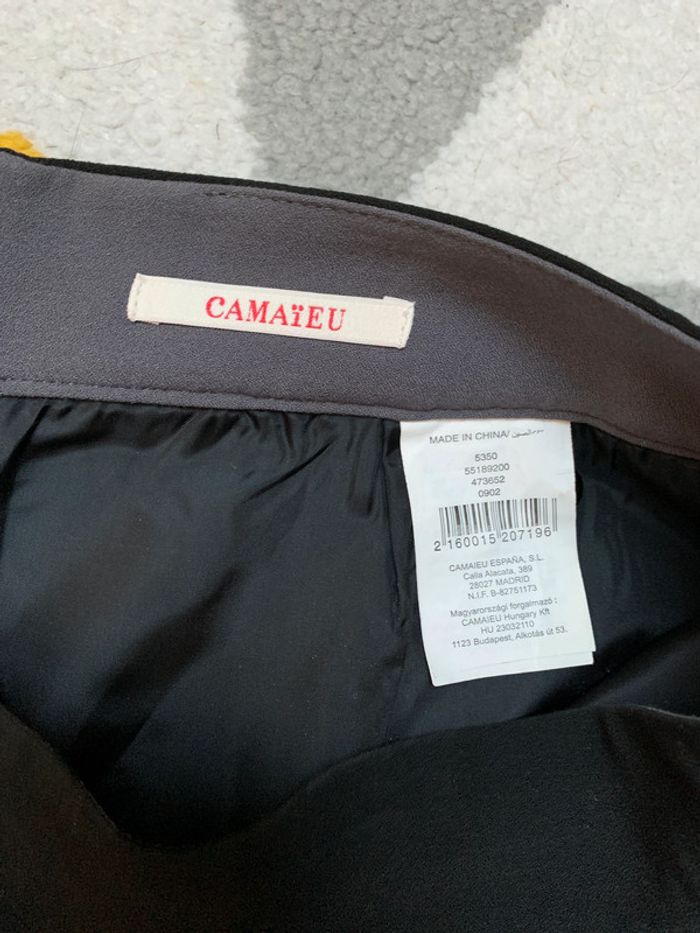 CAMAïEU
MADE IN CHINA/
5350
55189200
473652
0902
2 160015 207196
CAMAIEU ESPAÑA, S.L.
Calla Alacata, 389
28027 MADRID
N.I.F. B-82751173
Magyarországi forgalmazó :
CAMAÏEU Hungary Kft
HU 23032110
1123 Budapest, Alkotás út 53.